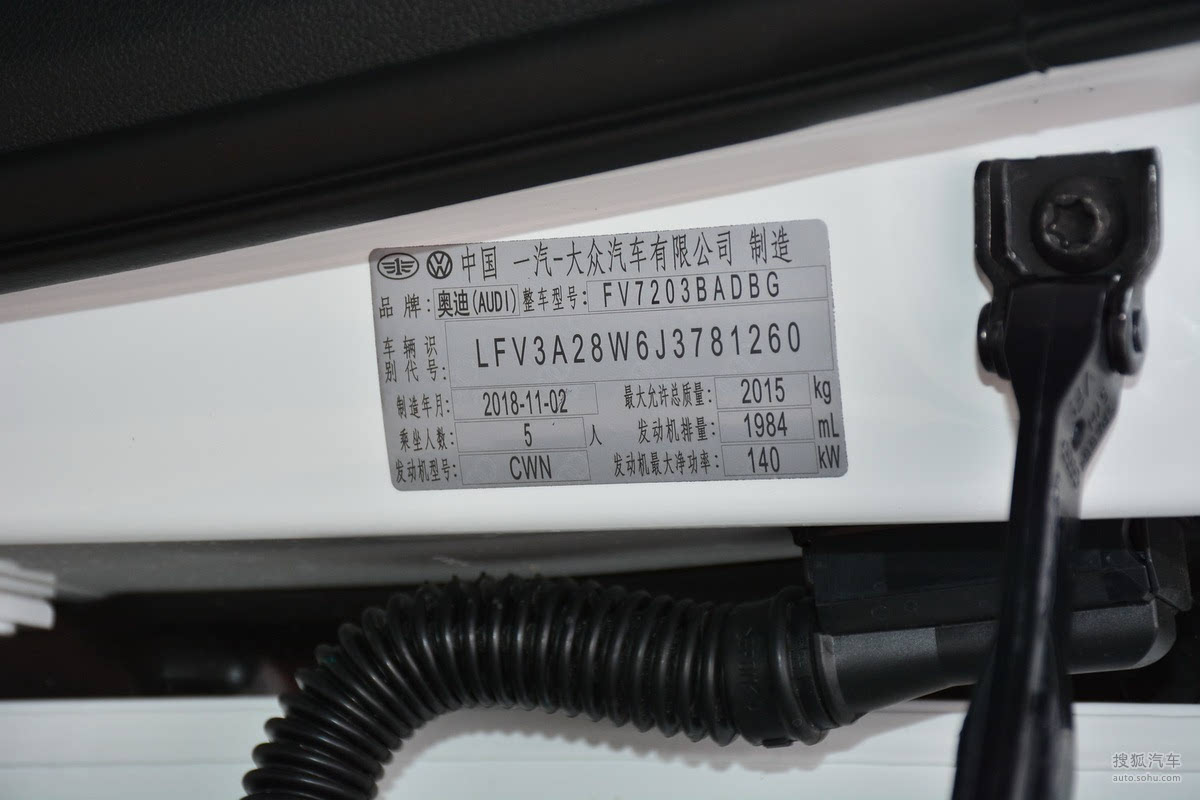 中国 一汽-大众汽车有限公司 制造
品牌:奥迪(AUDI) 整车型号: FV7203BADBG
车辆识别代号: LFV3A28W6J3781260
制造年月: 2018-11-02 最大允许总质量: 2015 kg
乘坐人数: 5 人 发动机排量: 1984 mL
发动机型号: CWN 发动机最大净功率: 140 kW
搜狐汽车
auto.sohu.com